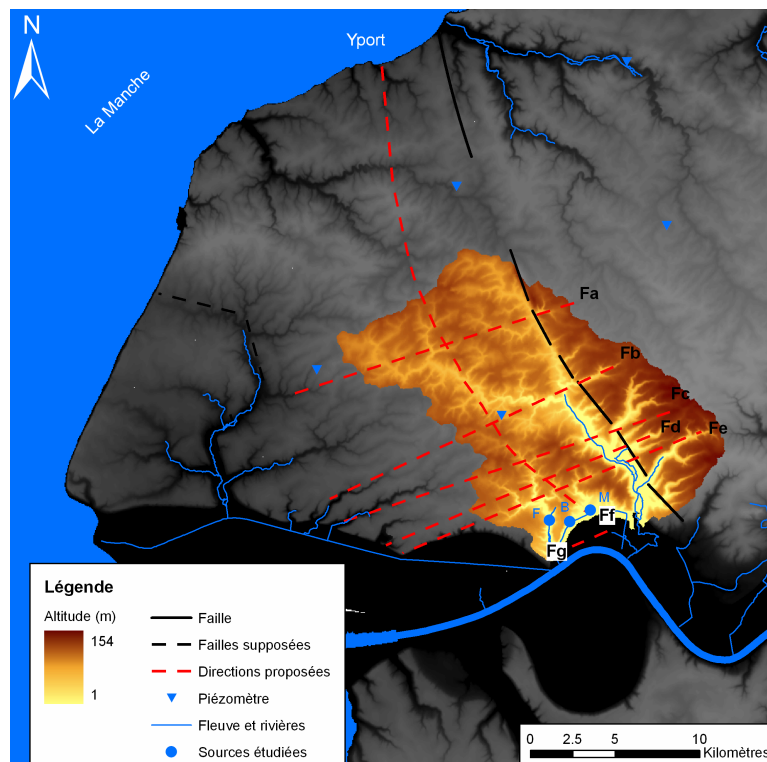 N
Yport
La Manche
Fa
Fb
Fc
Fd
Fe
M
F
B
Ff
Fg
Légende
Altitude (m)
154
1
Faille
Failles supposées
Directions proposées
Piézomètre
Fleuve et rivières
Sources étudiées
0 2.5 5 10
Kilomètres